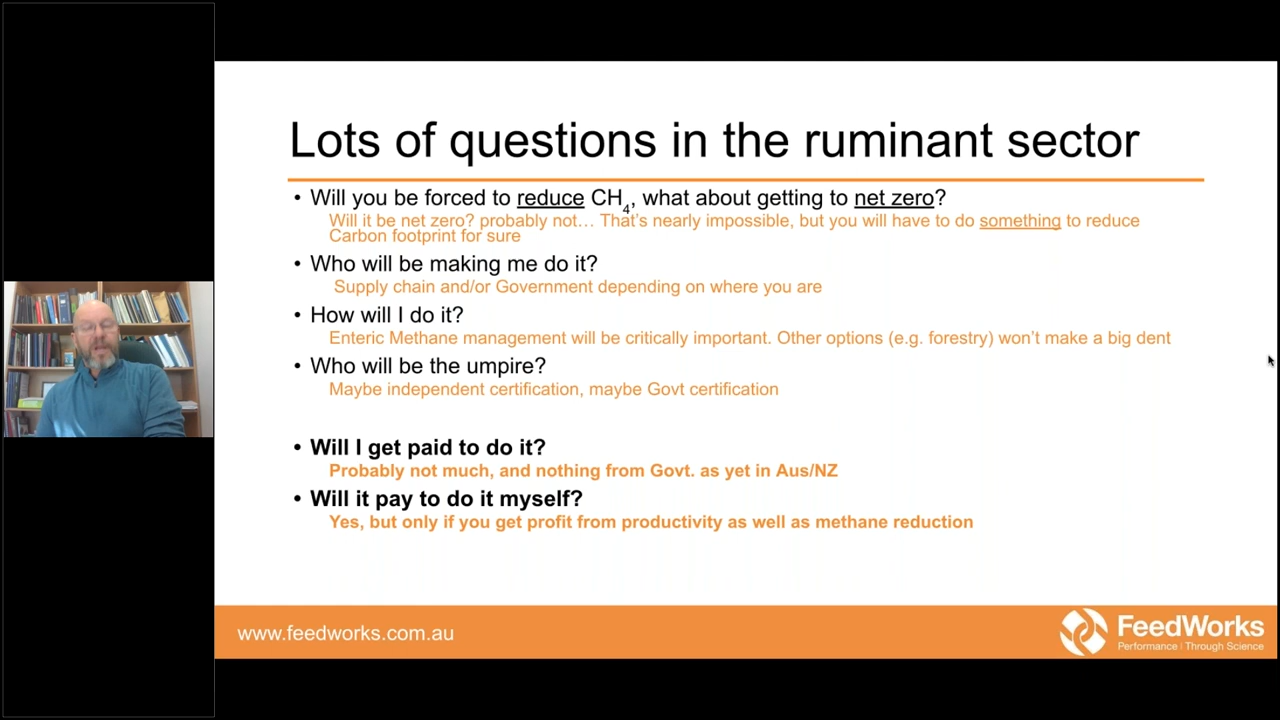 Lots of questions in the ruminant sector
• Will you be forced to reduce CH4, what about getting to net zero?
Will it be net zero? probably not… That's nearly impossible, but you will have to do something to reduce
Carbon footprint for sure
• Who will be making me do it?
Supply chain and/or Government depending on where you are
• How will I do it?
Enteric Methane management will be critically important. Other options (e.g. forestry) won't make a big dent
• Who will be the umpire?
Maybe independent certification, maybe Govt certification
• Will I get paid to do it?
Probably not much, and nothing from Govt. as yet in Aus/NZ
• Will it pay to do it myself?
Yes, but only if you get profit from productivity as well as methane reduction
www.feedworks.com.au
FeedWorks
Performance | Through Science